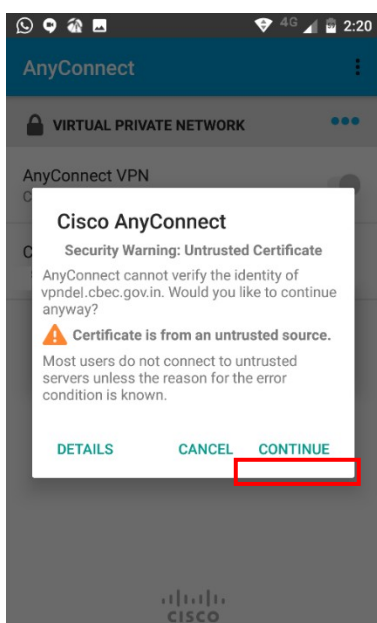 4G 2:20
AnyConnect
VIRTUAL PRIVATE NETWORK
AnyConnect VPN
C
Cisco AnyConnect
Security Warning: Untrusted Certificate
AnyConnect cannot verify the identity of
vpndel.cbec.gov.in. Would you like to continue
anyway?
Certificate is from an untrusted source.
Most users do not connect to untrusted
servers unless the reason for the error
condition is known.
DETAILS CANCEL CONTINUE
CISCO